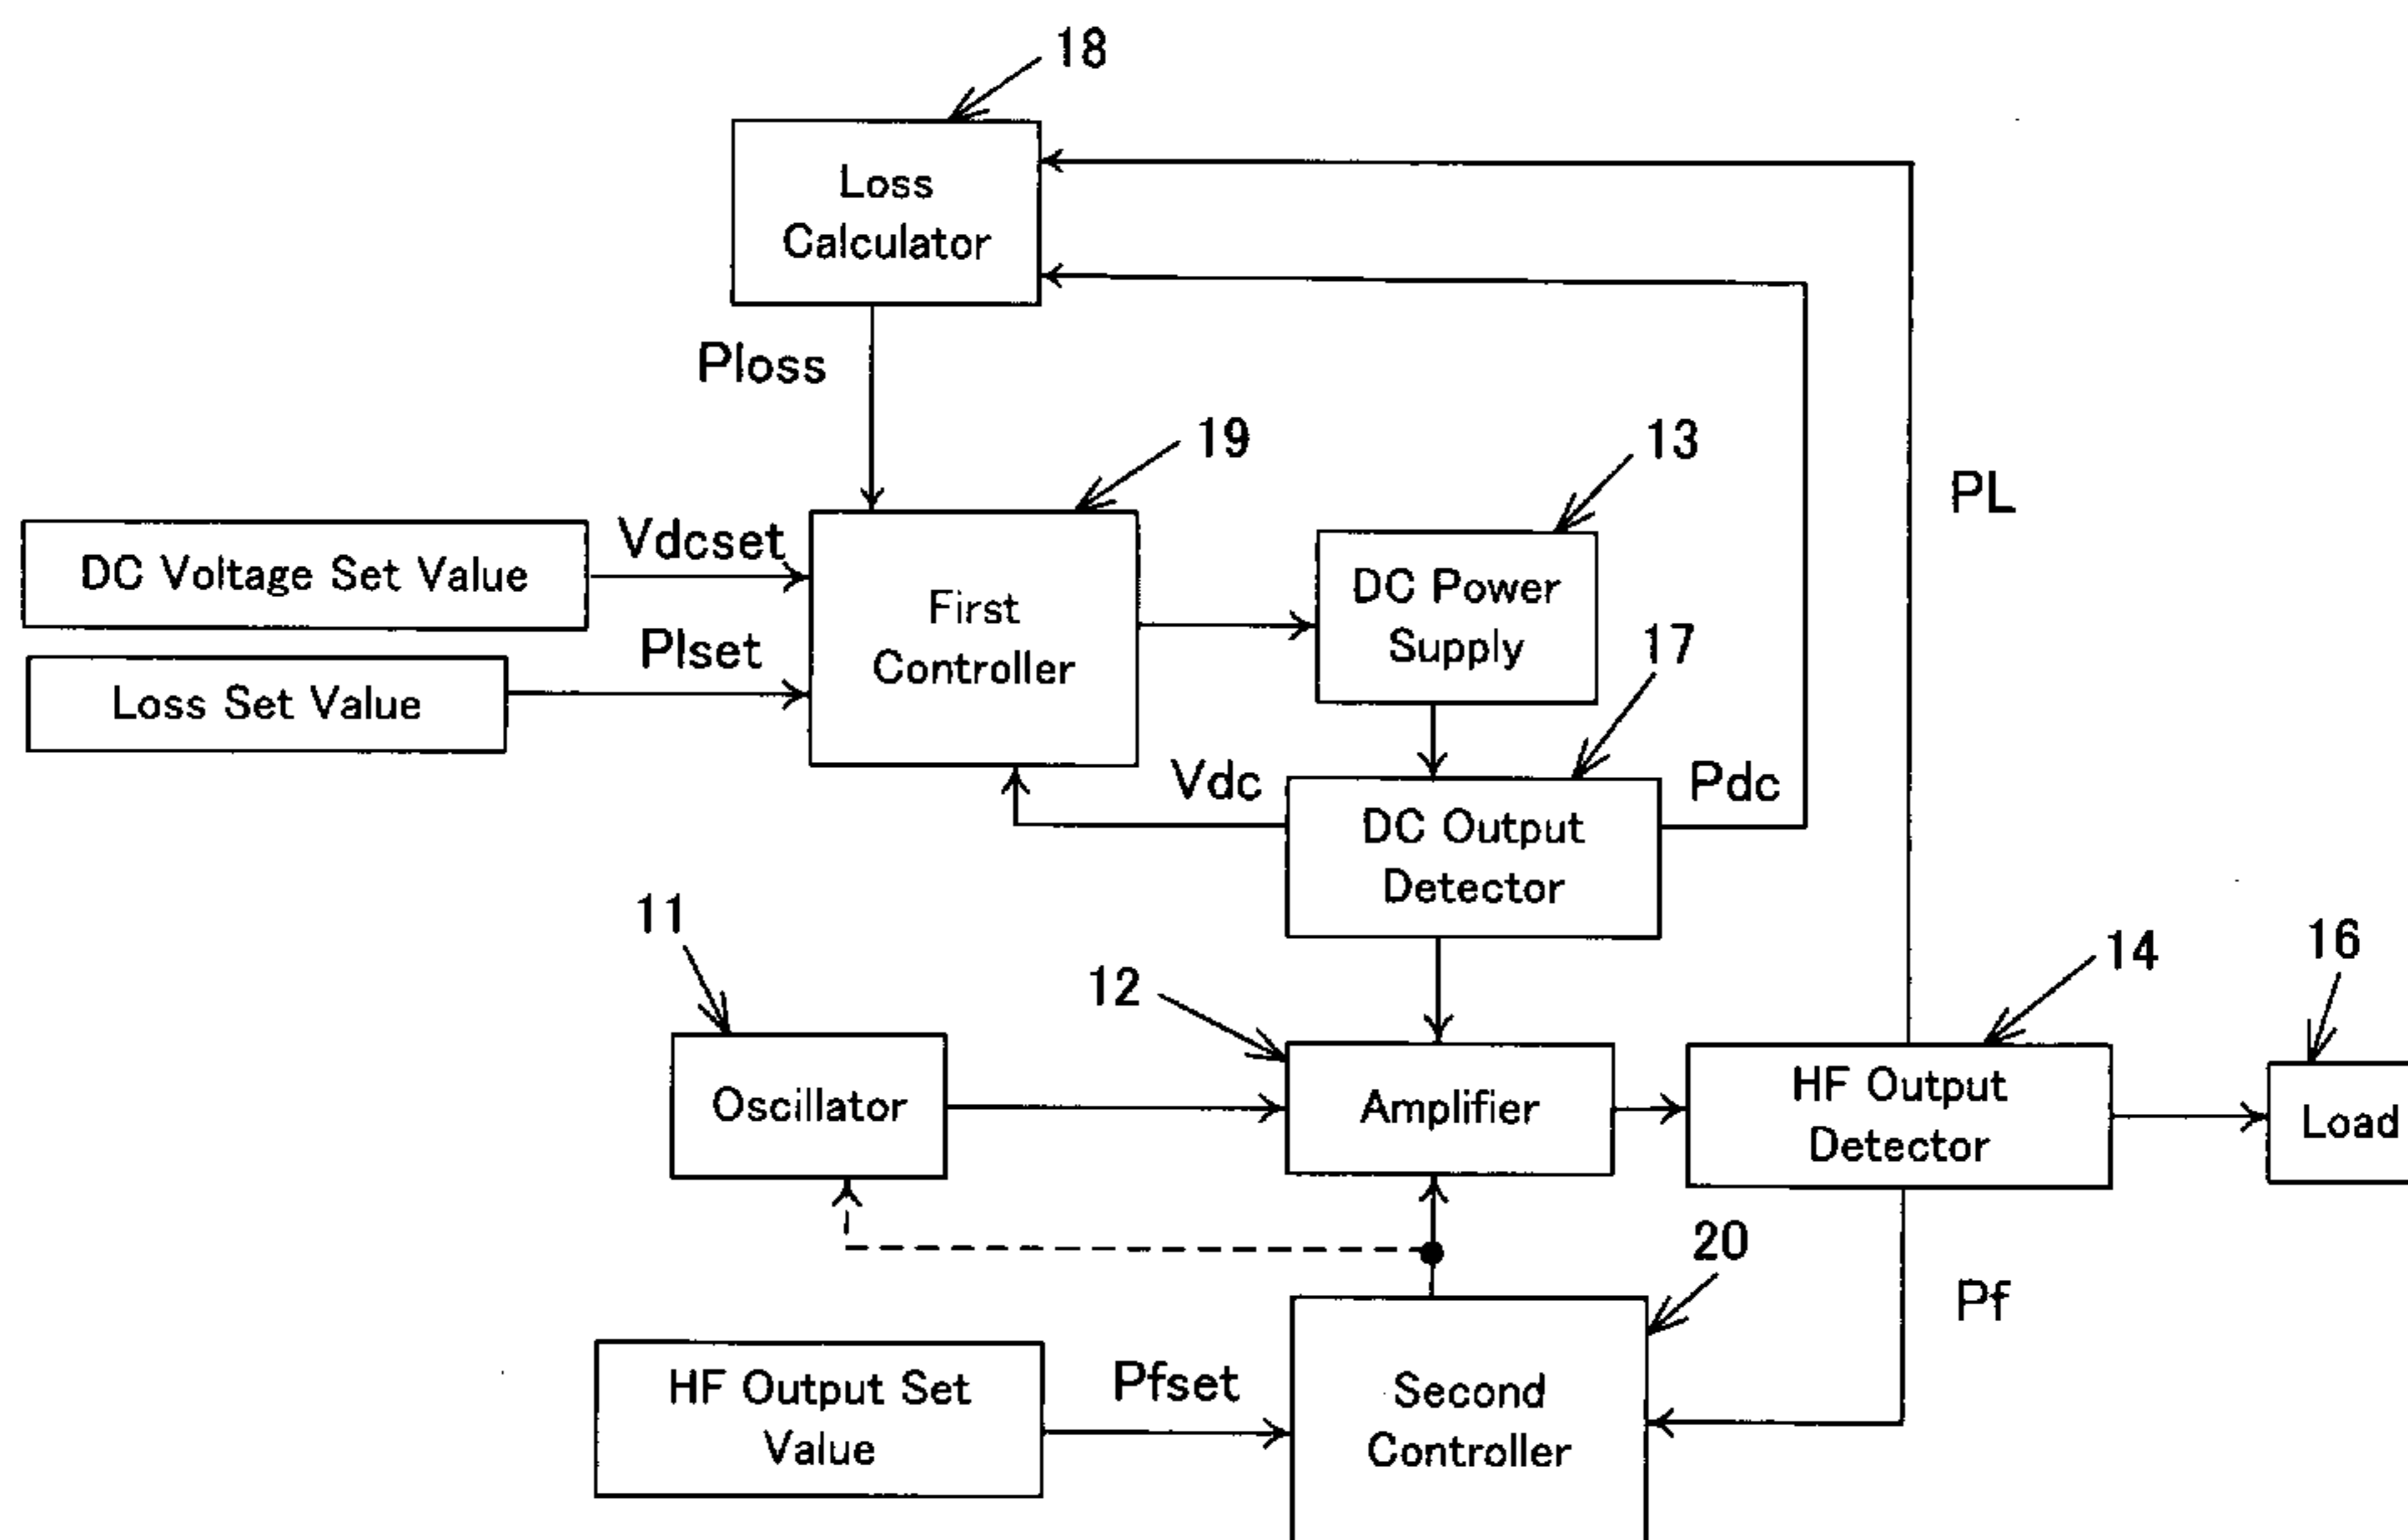 18
Loss
Calculator
Ploss
19
13
PL
DC Voltage Set Value
Vdcset
First
Controller
DC Power
Supply
Loss Set Value
Plset
17
Vdc
Pdc
DC Output
Detector
11
12
14
16
Oscillator
Amplifier
HF Output
Detector
Load
20
Pf
HF Output Set
Value
Pfset
Second
Controller